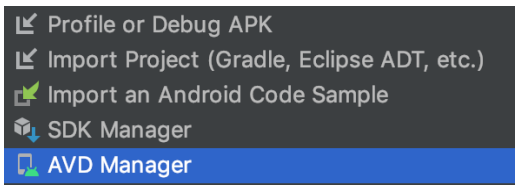 Profile or Debug APK
Import Project (Gradle, Eclipse ADT, etc.)
Import an Android Code Sample
SDK Manager
AVD Manager